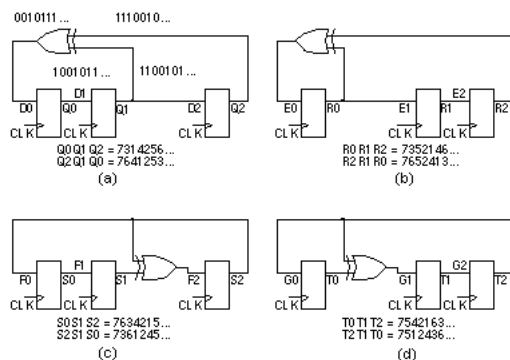 0010111... 1110010...
1001011... 1100101...
D0 Q0 D1 Q1 D2 Q2
CLK CLK CLK
Q0 Q1 Q2 = 7314256...
Q2 Q1 Q0 = 7641253...
(a)
E0 R0 E1 R1 E2 R2
CLK CLK CLK
R0 R1 R2 = 7352146...
R2 R1 R0 = 7652413...
(b)
F0 S0 F1 S1 F2 S2
CLK CLK CLK
S0 S1 S2 = 7634215...
S2 S1 S0 = 7361245...
(c)
G0 T0 G1 T1 G2 T2
CLK CLK CLK
T0 T1 T2 = 7542163...
T2 T1 T0 = 7512436...
(d)